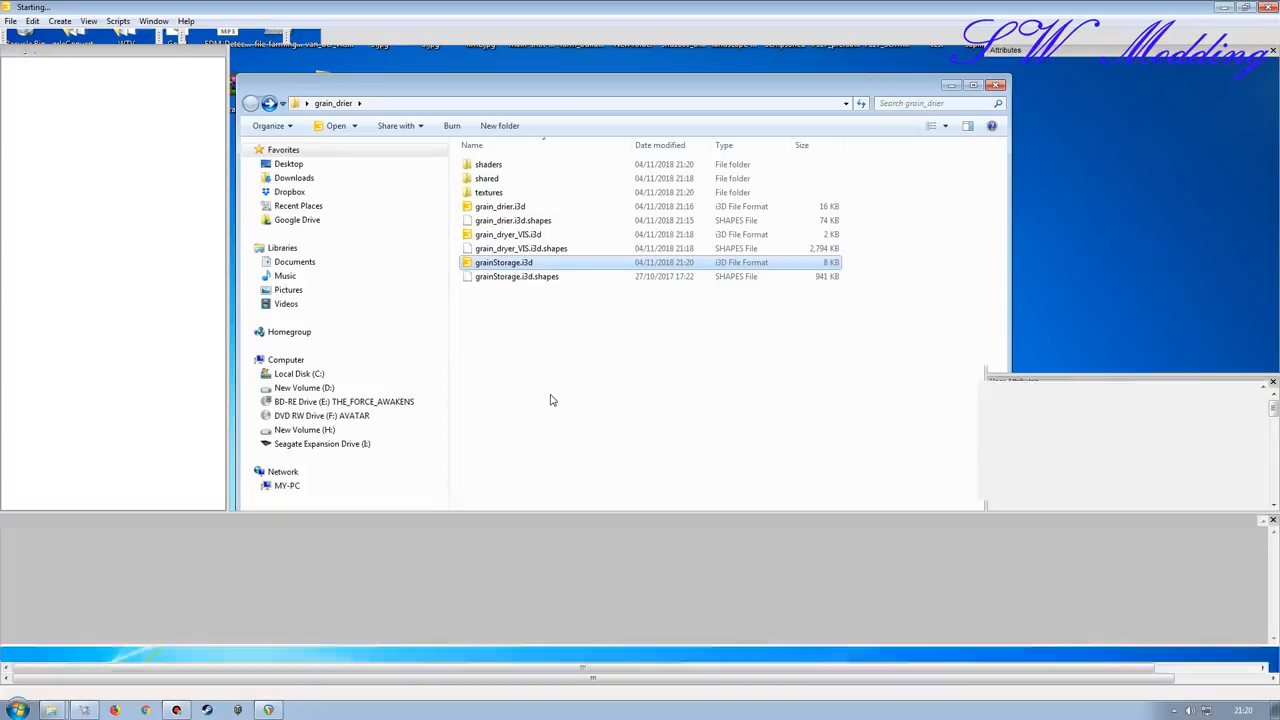 Starting...
File Edit Create View Scripts Window Help
SW Modding
Attributes
grain_drier
Search grain_drier
Organize Open Share with Burn New folder
Name Date modified Type Size
Favorites
Desktop
Downloads
Dropbox
Recent Places
Google Drive
Libraries
Documents
Music
Pictures
Videos
Homegroup
Computer
Local Disk (C:)
New Volume (D:)
BD-RE Drive (E:) THE_FORCE_AWAKENS
DVD RW Drive (F:) AVATAR
New Volume (H:)
Seagate Expansion Drive (I:)
Network
MY-PC
shaders 04/11/2018 21:20 File folder
shared 04/11/2018 21:18 File folder
textures 04/11/2018 21:20 File folder
grain_drier.i3d 04/11/2018 21:16 i3D File Format 16 KB
grain_drier.i3d.shapes 04/11/2018 21:15 SHAPES File 74 KB
grain_dryer_VIS.i3d 04/11/2018 21:18 i3D File Format 2 KB
grain_dryer_VIS.i3d.shapes 04/11/2018 21:18 SHAPES File 2,794 KB
grainStorage.i3d 04/11/2018 21:20 i3D File Format 8 KB
grainStorage.i3d.shapes 27/10/2017 17:22 SHAPES File 941 KB
21:20